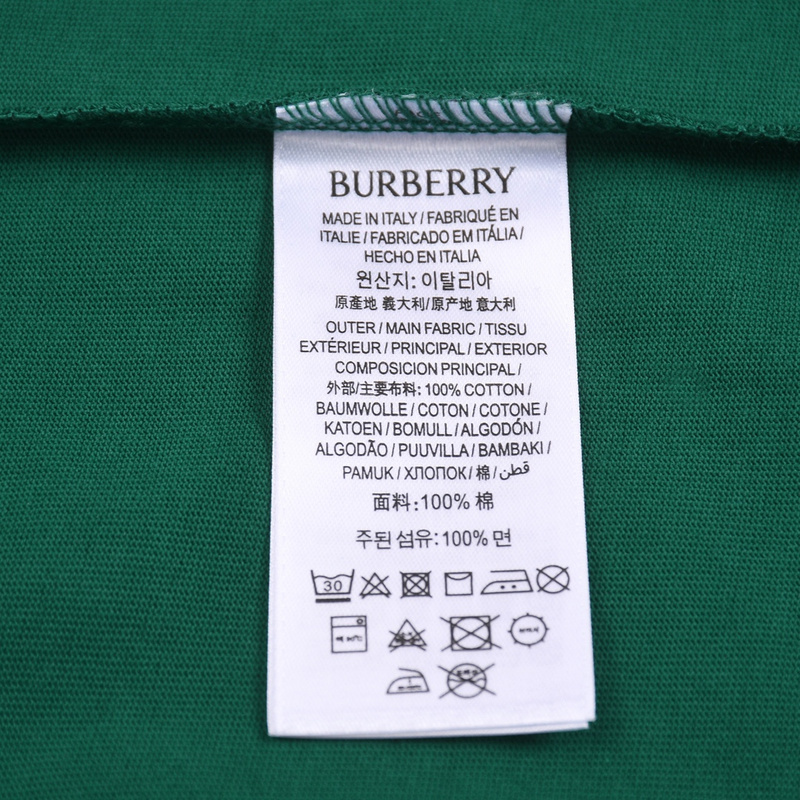 BURBERRY
MADE IN ITALY / FABRIQUÉ EN
ITALIE / FABRICADO EM ITÁLIA /
HECHO EN ITALIA
원산지: 이탈리아
原產地 義大利/原产地 意大利
OUTER / MAIN FABRIC / TISSU
EXTÉRIEUR / PRINCIPAL / EXTERIOR
COMPOSICION PRINCIPAL /
外部/主要布料: 100% COTTON /
BAUMWOLLE / COTON / COTONE /
KATOEN / BOMULL / ALGODÓN /
ALGODÃO / PUUVILLA / BAMBAKI /
PAMUK / ХЛОПОК / 棉 / قطن
面料:100% 棉
주된 섬유: 100% 면
30